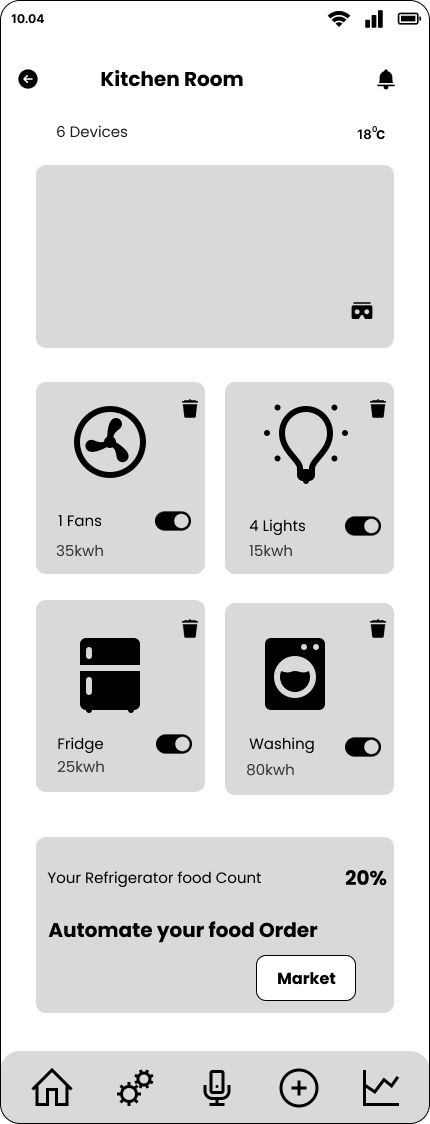 10.04
Kitchen Room
6 Devices
18⁰c
1 Fans
35kwh
4 Lights
15kwh
Fridge
25kwh
Washing
80kwh
Your Refrigerator food Count 20%
Automate your food Order
Market